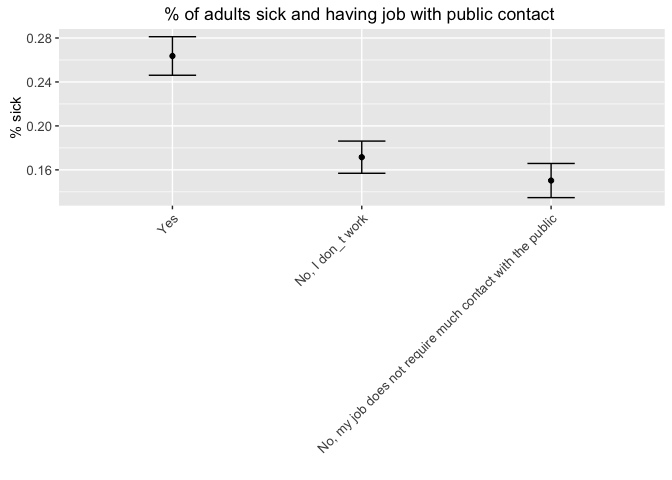 % of adults sick and having job with public contact
0.28
0.24
0.20
0.16
% sick
Yes
No, I don_t work
No, my job does not require much contact with the public